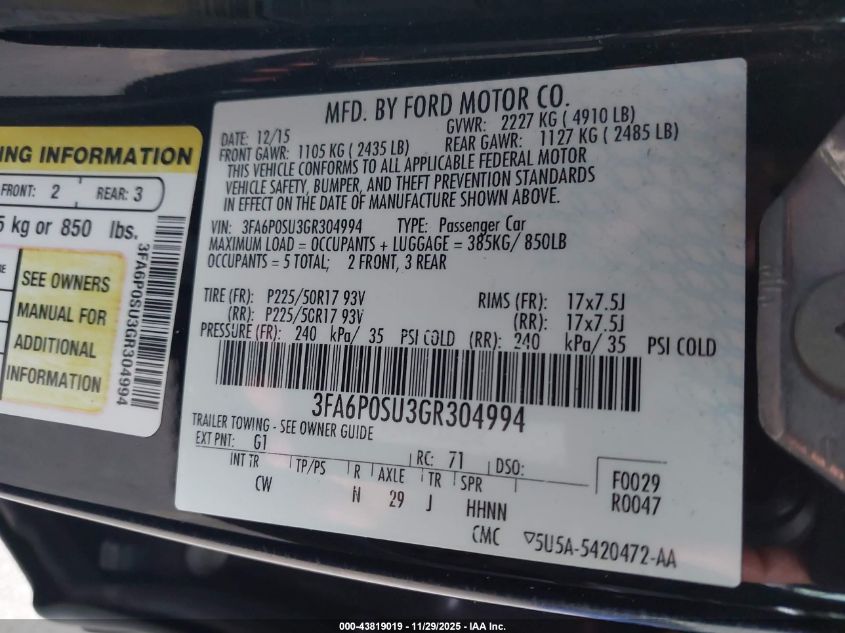 NG INFORMATION
FRONT: 2 REAR: 3
5 kg or 850 lbs.
SEE OWNERS
MANUAL FOR
ADDITIONAL
INFORMATION
3FA6P0SU3GR304994
MFD. BY FORD MOTOR CO.
DATE: 12/15 GVWR: 2227 KG ( 4910 LB)
FRONT GAWR: 1105 KG ( 2435 LB) REAR GAWR: 1127 KG ( 2485 LB)
THIS VEHICLE CONFORMS TO ALL APPLICABLE FEDERAL MOTOR
VEHICLE SAFETY, BUMPER, AND THEFT PREVENTION STANDARDS
IN EFFECT ON THE DATE OF MANUFACTURE SHOWN ABOVE.
VIN: 3FA6P0SU3GR304994 TYPE: Passenger Car
MAXIMUM LOAD = OCCUPANTS + LUGGAGE = 385KG/ 850LB
OCCUPANTS = 5 TOTAL; 2 FRONT, 3 REAR
TIRE (FR): P225/50R17 93V RIMS (FR): 17x7.5J
(RR): P225/50R17 93V (RR): 17x7.5J
PRESSURE (FR): 240 kPa/ 35 PSI COLD (RR): 240 kPa/ 35 PSI COLD
3FA6P0SU3GR304994
TRAILER TOWING - SEE OWNER GUIDE
EXT PNT: G1 RC: 71 DSO: F0029
INT TR TP/PS R AXLE TR SPR R0047
CW N 29 J HHNN
CMC ▽5U5A-5420472-AA
000-43819019 - 11/29/2025 - IAA Inc.